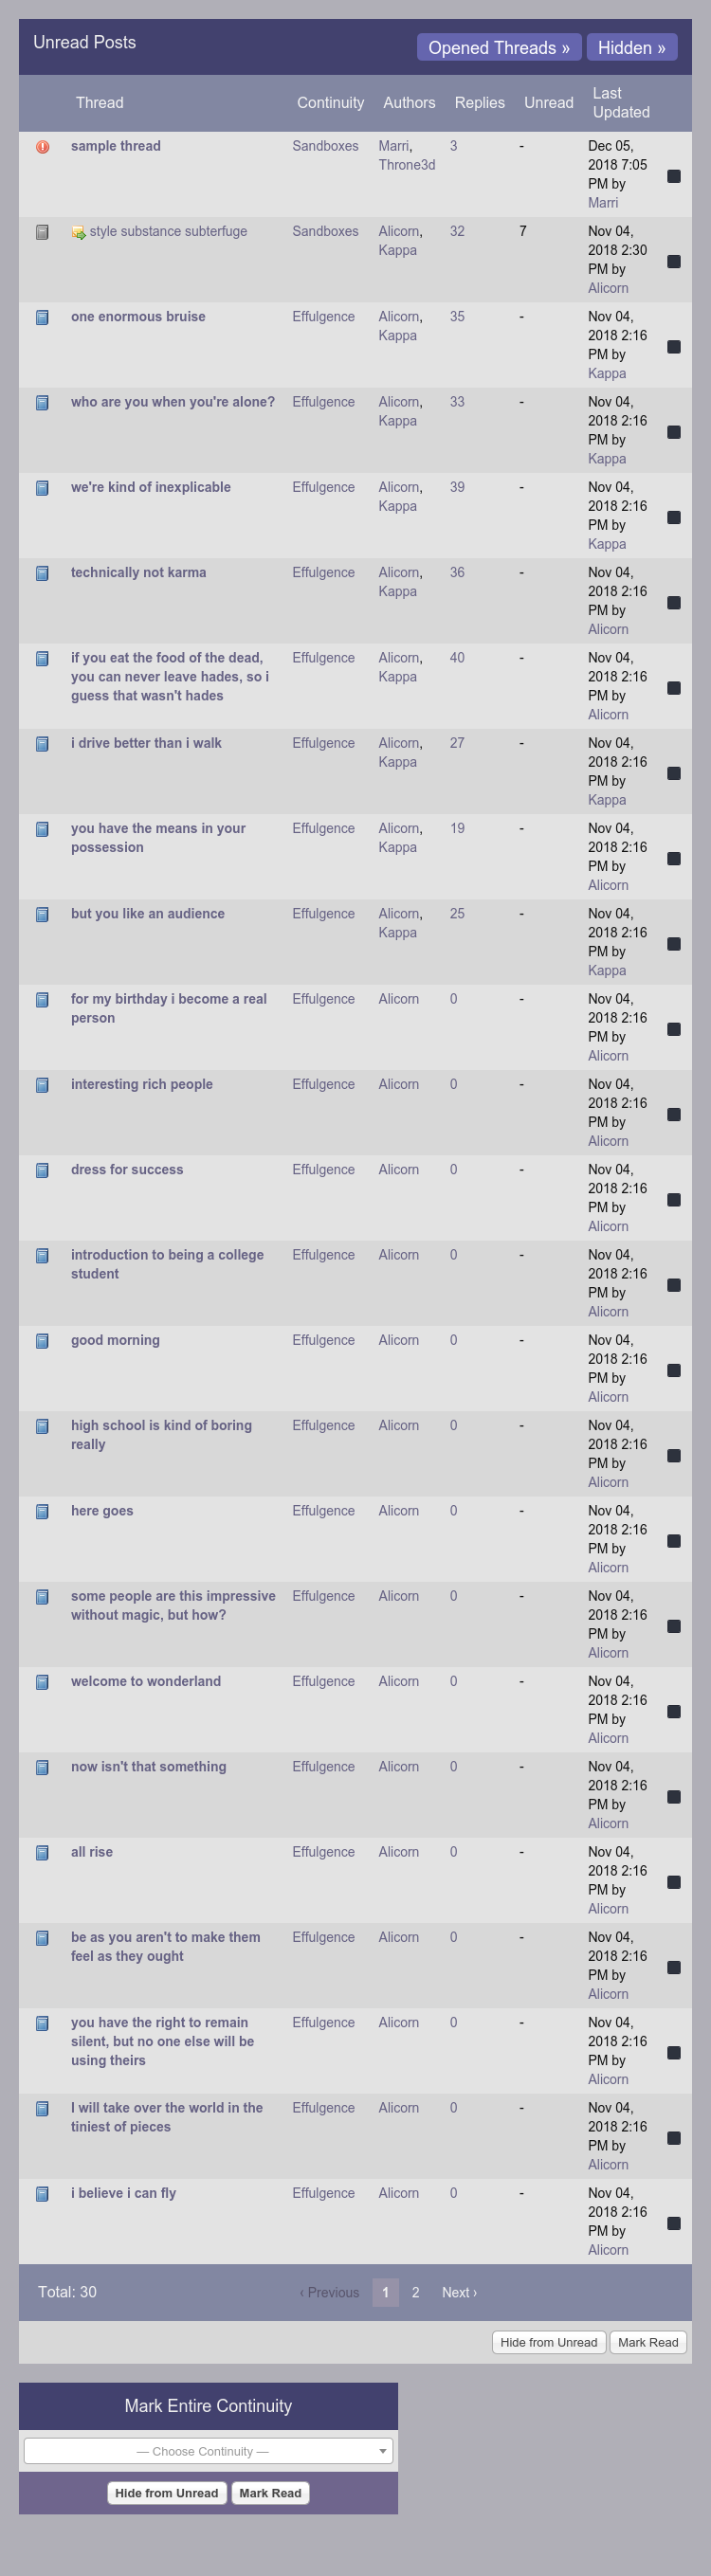 Unread Posts
Opened Threads » Hidden »
Thread Continuity Authors Replies Unread Last
Updated
sample thread Sandboxes Marri, 3 - Dec 05,
Throne3d 2018 7:05
PM by
Marri
style substance subterfuge Sandboxes Alicorn, 32 7 Nov 04,
Kappa 2018 2:30
PM by
Alicorn
one enormous bruise Effulgence Alicorn, 35 - Nov 04,
Kappa 2018 2:16
PM by
Kappa
who are you when you're alone? Effulgence Alicorn, 33 - Nov 04,
Kappa 2018 2:16
PM by
Kappa
we're kind of inexplicable Effulgence Alicorn, 39 - Nov 04,
Kappa 2018 2:16
PM by
Kappa
technically not karma Effulgence Alicorn, 36 - Nov 04,
Kappa 2018 2:16
PM by
Alicorn
if you eat the food of the dead, Effulgence Alicorn, 40 - Nov 04,
you can never leave hades, so i Kappa 2018 2:16
guess that wasn't hades PM by
Alicorn
i drive better than i walk Effulgence Alicorn, 27 - Nov 04,
Kappa 2018 2:16
PM by
Kappa
you have the means in your Effulgence Alicorn, 19 - Nov 04,
possession Kappa 2018 2:16
PM by
Alicorn
but you like an audience Effulgence Alicorn, 25 - Nov 04,
Kappa 2018 2:16
PM by
Kappa
for my birthday i become a real Effulgence Alicorn 0 - Nov 04,
person 2018 2:16
PM by
Alicorn
interesting rich people Effulgence Alicorn 0 - Nov 04,
2018 2:16
PM by
Alicorn
dress for success Effulgence Alicorn 0 - Nov 04,
2018 2:16
PM by
Alicorn
introduction to being a college Effulgence Alicorn 0 - Nov 04,
student 2018 2:16
PM by
Alicorn
good morning Effulgence Alicorn 0 - Nov 04,
2018 2:16
PM by
Alicorn
high school is kind of boring Effulgence Alicorn 0 - Nov 04,
really 2018 2:16
PM by
Alicorn
here goes Effulgence Alicorn 0 - Nov 04,
2018 2:16
PM by
Alicorn
some people are this impressive Effulgence Alicorn 0 - Nov 04,
without magic, but how? 2018 2:16
PM by
Alicorn
welcome to wonderland Effulgence Alicorn 0 - Nov 04,
2018 2:16
PM by
Alicorn
now isn't that something Effulgence Alicorn 0 - Nov 04,
2018 2:16
PM by
Alicorn
all rise Effulgence Alicorn 0 - Nov 04,
2018 2:16
PM by
Alicorn
be as you aren't to make them Effulgence Alicorn 0 - Nov 04,
feel as they ought 2018 2:16
PM by
Alicorn
you have the right to remain Effulgence Alicorn 0 - Nov 04,
silent, but no one else will be 2018 2:16
using theirs PM by
Alicorn
I will take over the world in the Effulgence Alicorn 0 - Nov 04,
tiniest of pieces 2018 2:16
PM by
Alicorn
i believe i can fly Effulgence Alicorn 0 - Nov 04,
2018 2:16
PM by
Alicorn
Total: 30 ‹ Previous 1 2 Next ›
Hide from Unread Mark Read
Mark Entire Continuity
— Choose Continuity —
Hide from Unread Mark Read